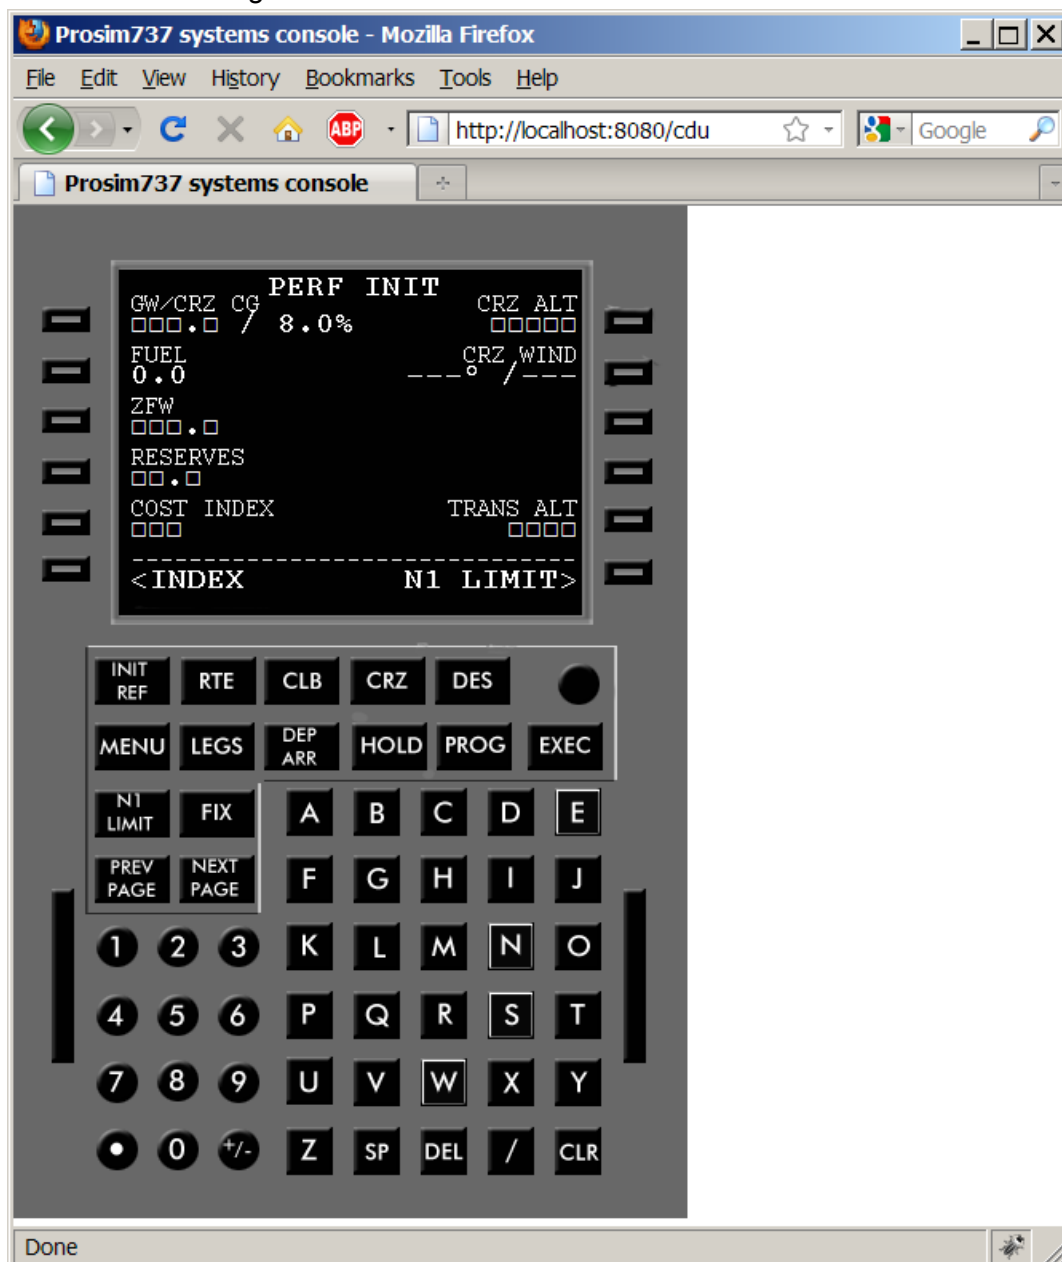 Prosim737 systems console - Mozilla Firefox
File Edit View History Bookmarks Tools Help
ABP http://localhost:8080/cdu Google
Prosim737 systems console
PERF INIT
GW/CRZ CG CRZ ALT
□□□.□ / 8.0% □□□□□
FUEL CRZ WIND
0.0 ---° /---
ZFW
□□□.□
RESERVES
□□.□
COST INDEX TRANS ALT
□□□ □□□□
--------------------------
<INDEX N1 LIMIT>
INIT REF RTE CLB CRZ DES
MENU LEGS DEP ARR HOLD PROG EXEC
N1 LIMIT FIX A B C D E
PREV PAGE NEXT PAGE F G H I J
1 2 3 K L M N O
4 5 6 P Q R S T
7 8 9 U V W X Y
. 0 +/- Z SP DEL / CLR
Done